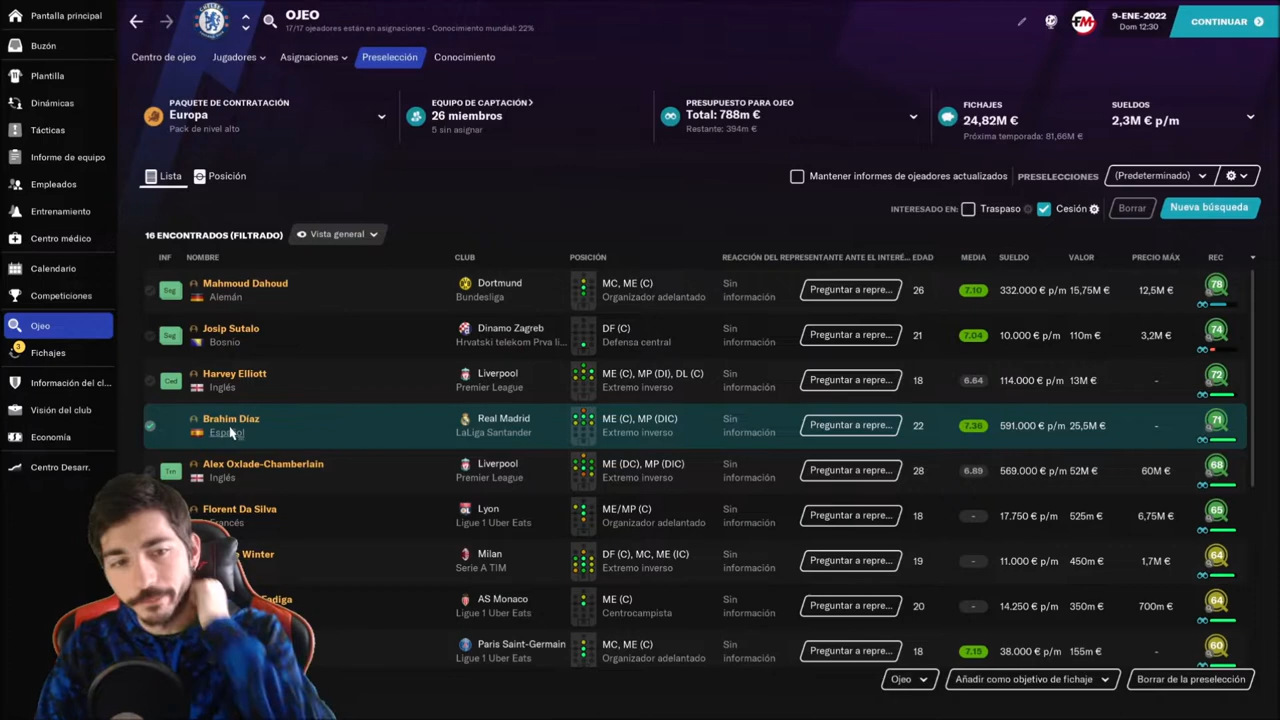 Pantalla principal
Buzón
Plantilla
Dinámicas
Tácticas
Informe de equipo
Empleados
Entrenamiento
Centro médico
Calendario
Competiciones
Ojeo
3
Fichajes
Información del cl...
Visión del club
Economía
Centro Desarr.
OJEO
17/17 ojeadores están en asignaciones - Conocimiento mundial: 22%
FM
9-ENE-2022
Dom 12:30
CONTINUAR
Centro de ojeo
Jugadores
Asignaciones
Preselección
Conocimiento
PAQUETE DE CONTRATACIÓN
Europa
Pack de nivel alto
EQUIPO DE CAPTACIÓN
26 miembros
5 sin asignar
PRESUPUESTO PARA OJEO
Total: 788m €
Restante: 394m €
FICHAJES
24,82M €
Próxima temporada: 81,66M €
SUELDOS
2,3M € p/m
Lista
Posición
Mantener informes de ojeadores actualizados
PRESELECCIONES
(Predeterminado)
INTERESADO EN:
Traspaso
Cesión
Borrar
Nueva búsqueda
16 ENCONTRADOS (FILTRADO)
Vista general
INF NOMBRE CLUB POSICIÓN REACCIÓN DEL REPRESENTANTE ANTE EL INTERÉ... EDAD MEDIA SUELDO VALOR PRECIO MÁX REC
Seg Mahmoud Dahoud Dortmund MC, ME (C) Sin Preguntar a repre... 26 7.10 332.000 € p/m 15,75M € 12,5M € 78
Alemán Bundesliga Organizador adelantado información
Seg Josip Sutalo Dinamo Zagreb DF (C) Sin Preguntar a repre... 21 7.04 10.000 € p/m 110m € 3,2M € 74
Bosnio Hrvatski telekom Prva li... Defensa central información
Ced Harvey Elliott Liverpool ME (C), MP (DI), DL (C) Sin Preguntar a repre... 18 6.64 114.000 € p/m 13M € - 72
Inglés Premier League Extremo inverso información
Brahim Díaz Real Madrid ME (C), MP (DIC) Sin Preguntar a repre... 22 7.36 591.000 € p/m 25,5M € - 71
LaLiga Santander Extremo inverso información
Trn Alex Oxlade-Chamberlain Liverpool ME (DC), MP (DIC) Sin Preguntar a repre... 28 6.89 569.000 € p/m 52M € 60M € 68
Inglés Premier League Extremo inverso información
Florent Da Silva Lyon ME/MP (C) Sin Preguntar a repre... 18 - 17.750 € p/m 525m € 6,75M € 65
Francés Ligue 1 Uber Eats Organizador adelantado información
Winter Milan DF (C), MC, ME (IC) Sin Preguntar a repre... 19 - 11.000 € p/m 450m € 1,7M € 64
Serie A TIM Extremo inverso información
AS Monaco ME (C) Sin Preguntar a repre... 20 - 14.250 € p/m 350m € 700m € 64
Ligue 1 Uber Eats Centrocampista información
Paris Saint-Germain MC, ME (C) Sin Preguntar a repre... 18 7.15 38.000 € p/m 155m € - 60
Ligue 1 Uber Eats Organizador adelantado información
Ojeo
Añadir como objetivo de fichaje
Borrar de la preselección